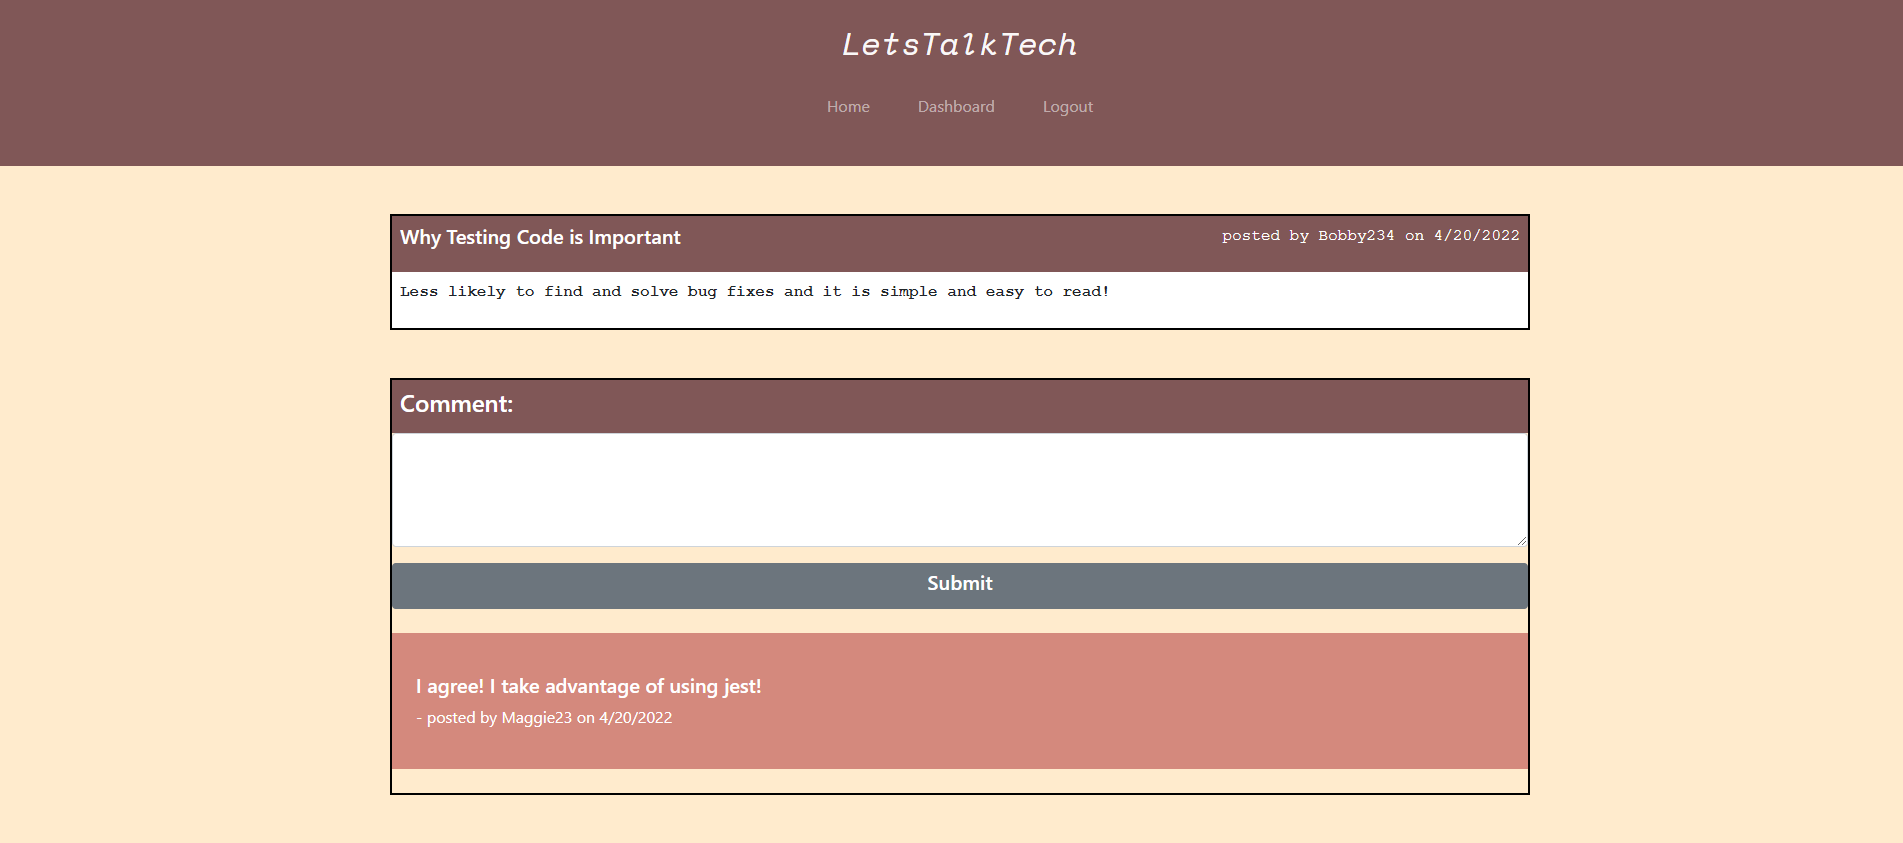 LetsTalkTech
Home Dashboard Logout
Why Testing Code is Important posted by Bobby234 on 4/20/2022
Less likely to find and solve bug fixes and it is simple and easy to read!
Comment:
Submit
I agree! I take advantage of using jest!
- posted by Maggie23 on 4/20/2022